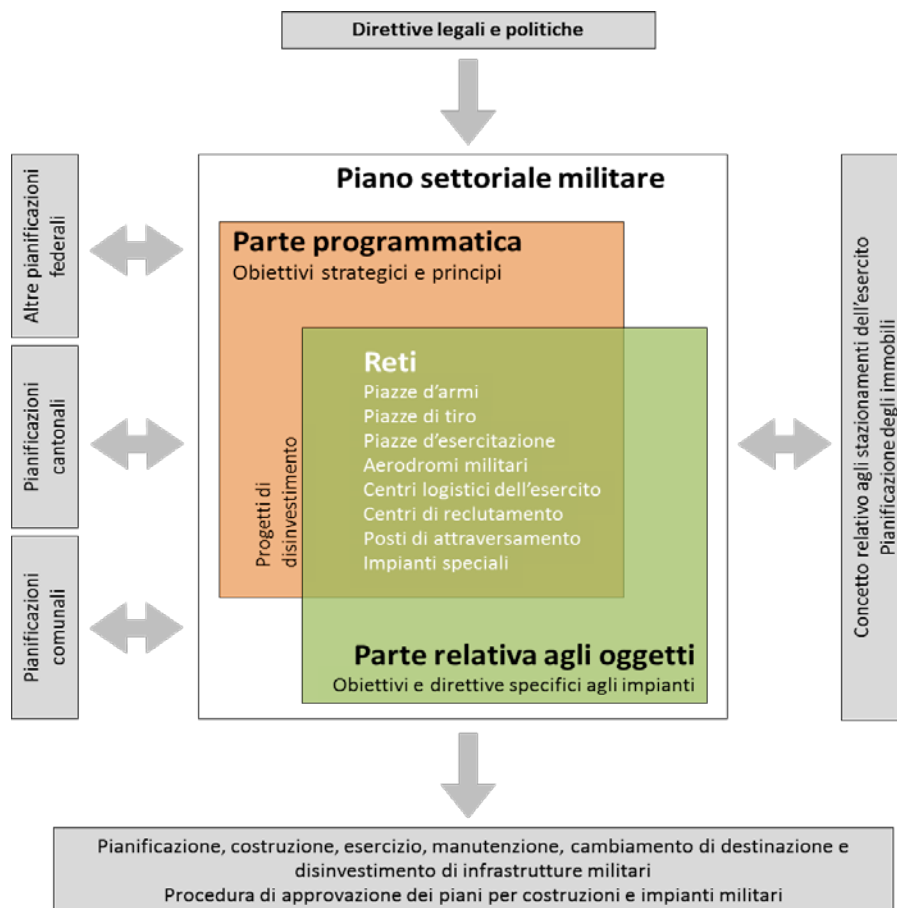 Direttive legali e politiche
Altre pianificazioni
federali
Pianificazioni
cantonali
Pianificazioni
comunali
Piano settoriale militare
Parte programmatica
Obiettivi strategici e principi
Reti
Piazze d'armi
Piazze di tiro
Piazze d'esercitazione
Aerodromi militari
Centri logistici dell'esercito
Centri di reclutamento
Posti di attraversamento
Impianti speciali
Progetti di
disinvestimento
Parte relativa agli oggetti
Obiettivi e direttive specifici agli impianti
Concetto relativo agli stazionamenti dell'esercito
Pianificazione degli immobili
Pianificazione, costruzione, esercizio, manutenzione, cambiamento di destinazione e
disinvestimento di infrastrutture militari
Procedura di approvazione dei piani per costruzioni e impianti militari